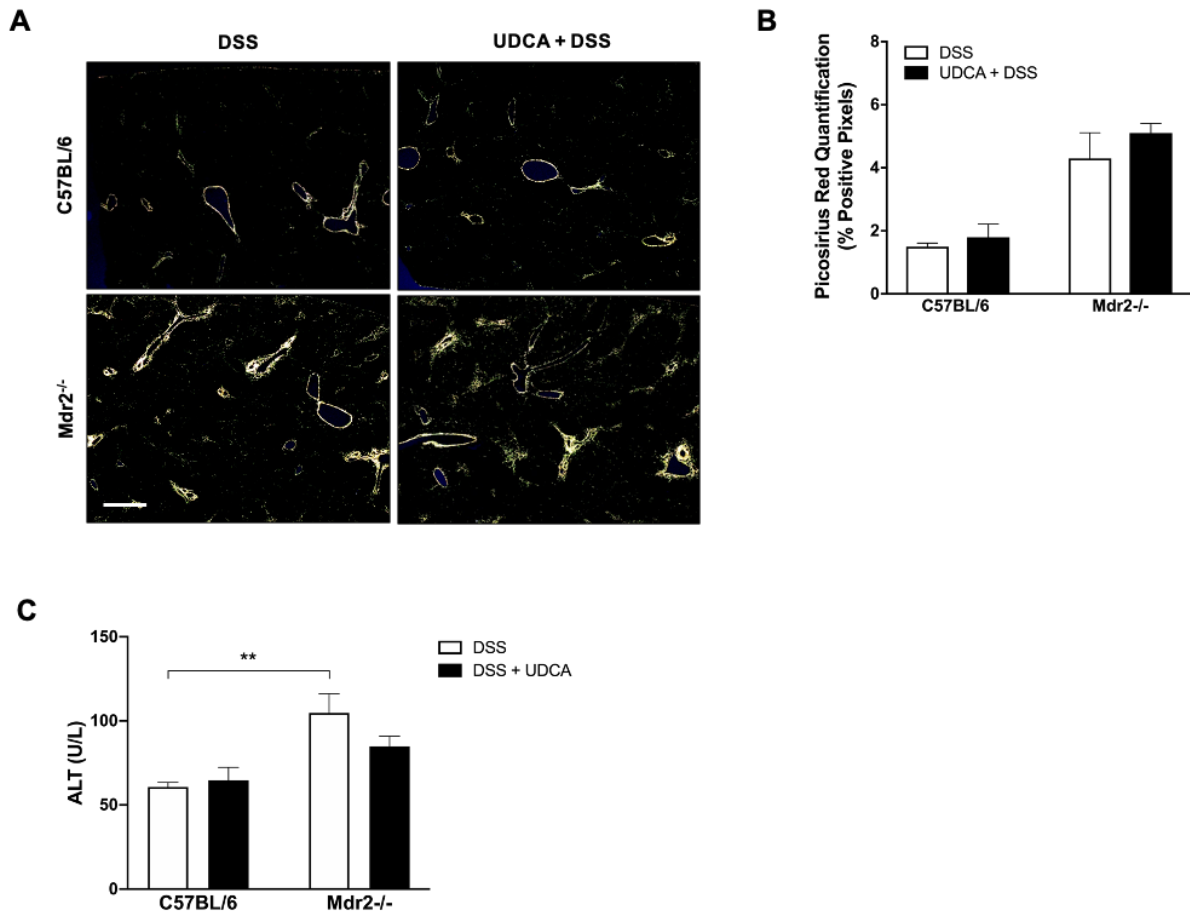 A
DSS
UDCA + DSS
C57BL/6
Mdr2-/-
B
Picosirius Red Quantification
(% Positive Pixels)
8
6
4
2
0
DSS
UDCA + DSS
C57BL/6
Mdr2-/-
C
ALT (U/L)
150
100
50
0
**
DSS
DSS + UDCA
C57BL/6
Mdr2-/-